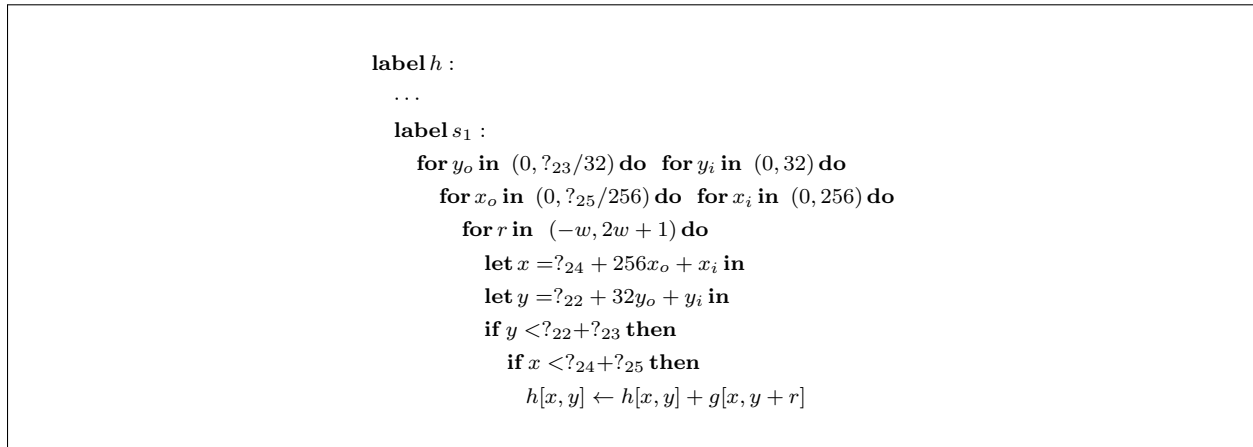 label h :
. . .
label s₁ :
for yₒ in (0, ?₂₃/32) do for yᵢ in (0, 32) do
for xₒ in (0, ?₂₅/256) do for xᵢ in (0, 256) do
for r in (−w, 2w + 1) do
let x =?₂₄ + 256xₒ + xᵢ in
let y =?₂₂ + 32yₒ + yᵢ in
if y <?₂₂+?₂₃ then
if x <?₂₄+?₂₅ then
h[x, y] ← h[x, y] + g[x, y + r]